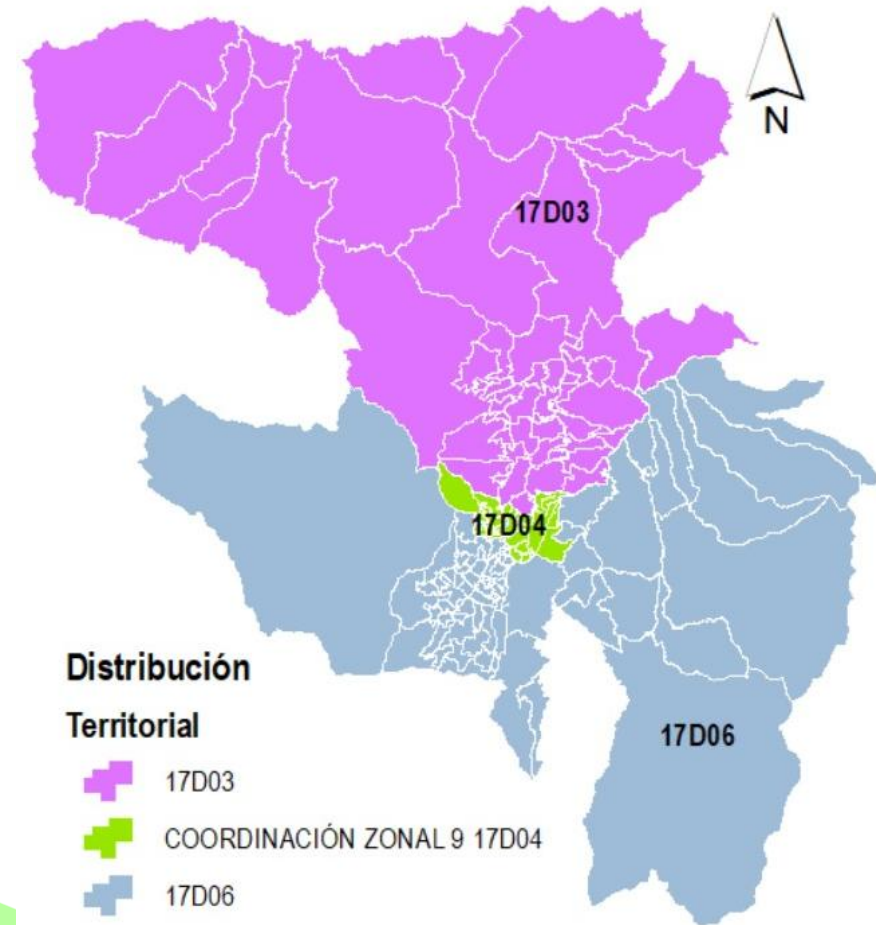 N
17D03
17D04
17D06
Distribución
Territorial
17D03
COORDINACIÓN ZONAL 9 17D04
17D06